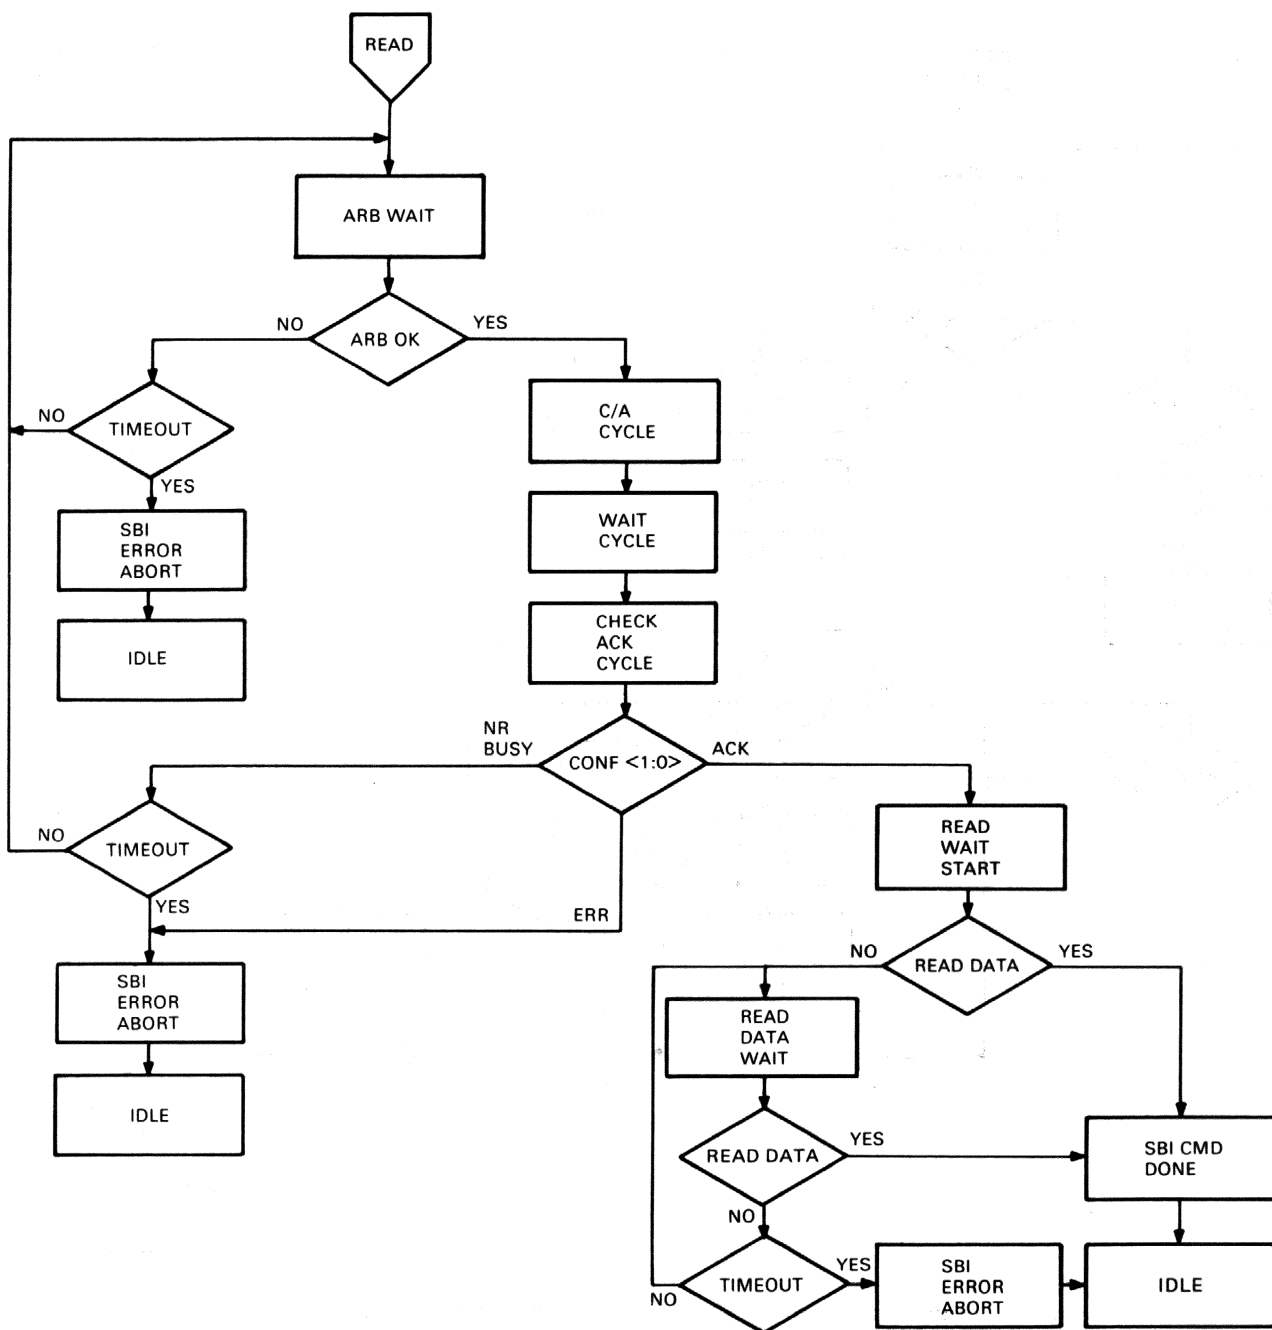 READ
ARB WAIT
NO
ARB OK
YES
NO
TIMEOUT
YES
SBI
ERROR
ABORT
IDLE
C/A
CYCLE
WAIT
CYCLE
CHECK
ACK
CYCLE
NR
BUSY
CONF <1:0>
ACK
ERR
NO
TIMEOUT
YES
SBI
ERROR
ABORT
IDLE
READ
WAIT
START
NO
READ DATA
YES
READ
DATA
WAIT
READ DATA
YES
NO
SBI CMD
DONE
TIMEOUT
YES
NO
SBI
ERROR
ABORT
IDLE